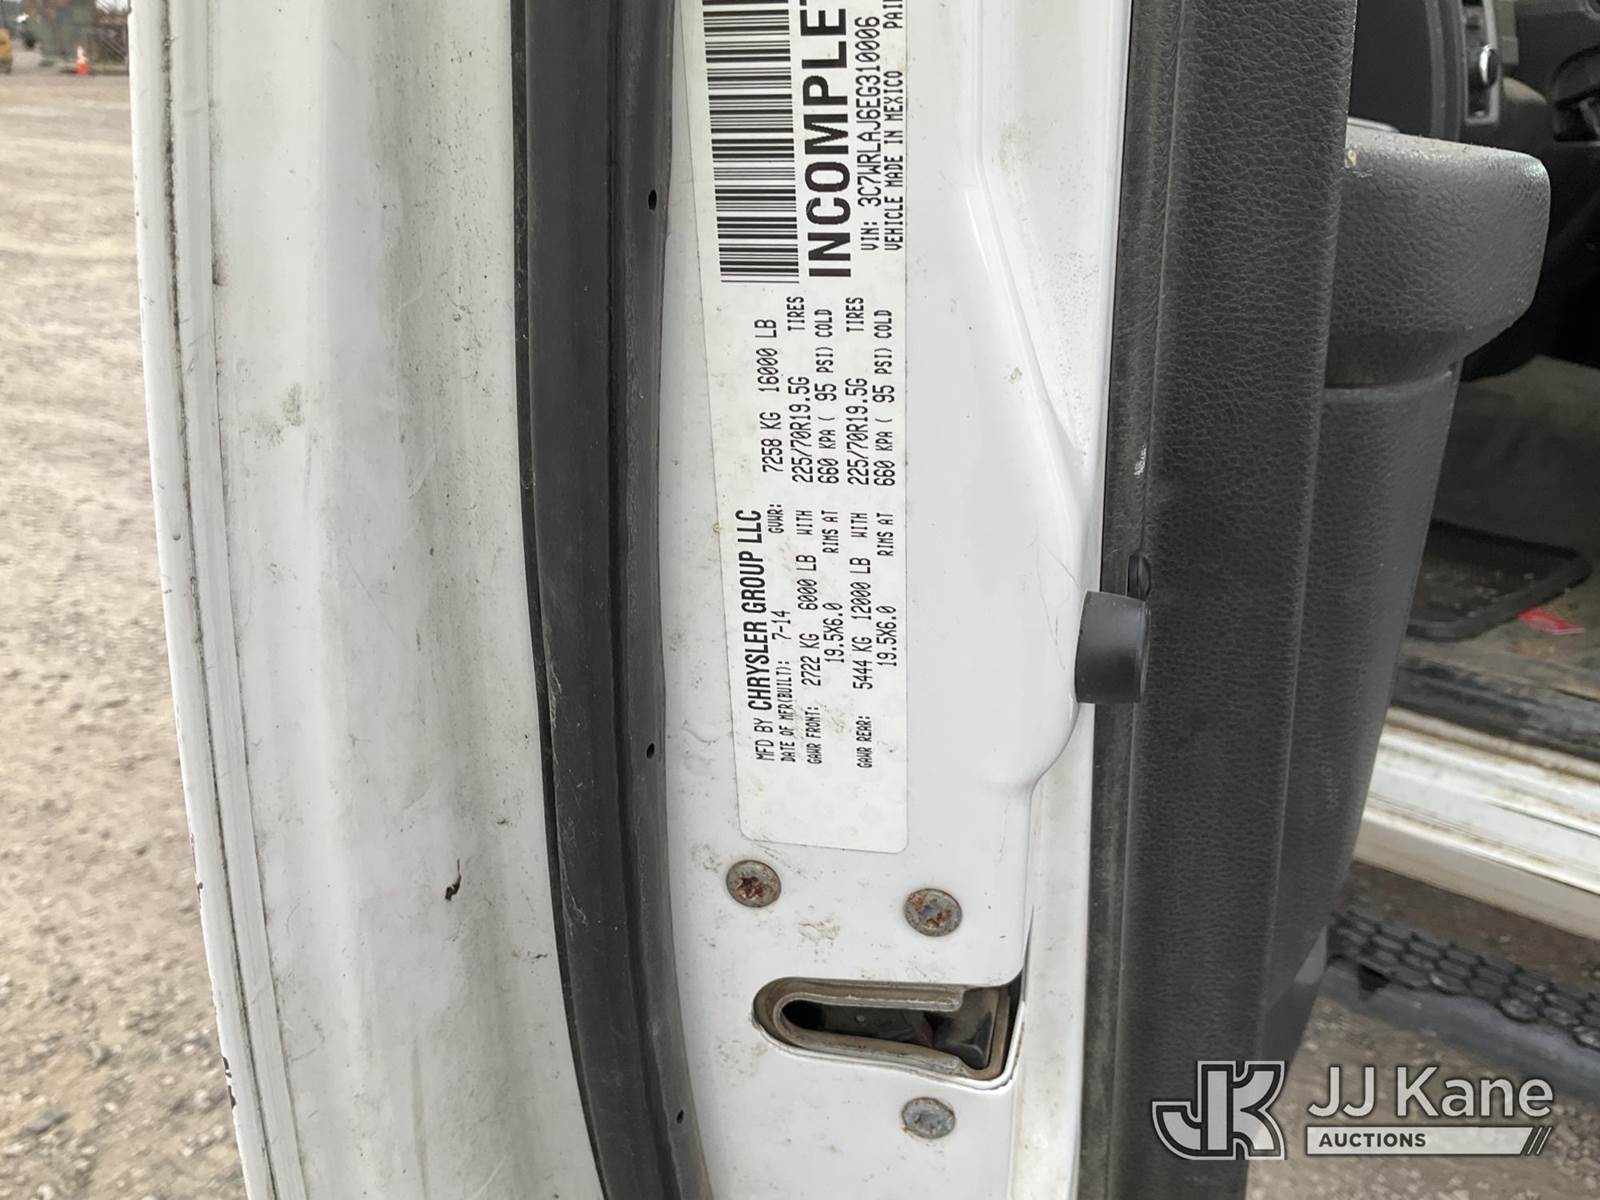 MFD BY CHRYSLER GROUP LLC
DATE OF MFR(BUILT): 7-14 GVWR: 7258 KG 16000 LB
GAWR FRONT: 2722 KG 6000 LB WITH 225/70R19.5G TIRES
19.5X6.0 RIMS AT 660 KPA ( 95 PSI) COLD
GAWR REAR: 5444 KG 12000 LB WITH 225/70R19.5G TIRES
19.5X6.0 RIMS AT 660 KPA ( 95 PSI) COLD
INCOMPLET
VIN: 3C7WRLAJ6EG310006
VEHICLE MADE IN MEXICO PAI
JK JJ Kane
AUCTIONS